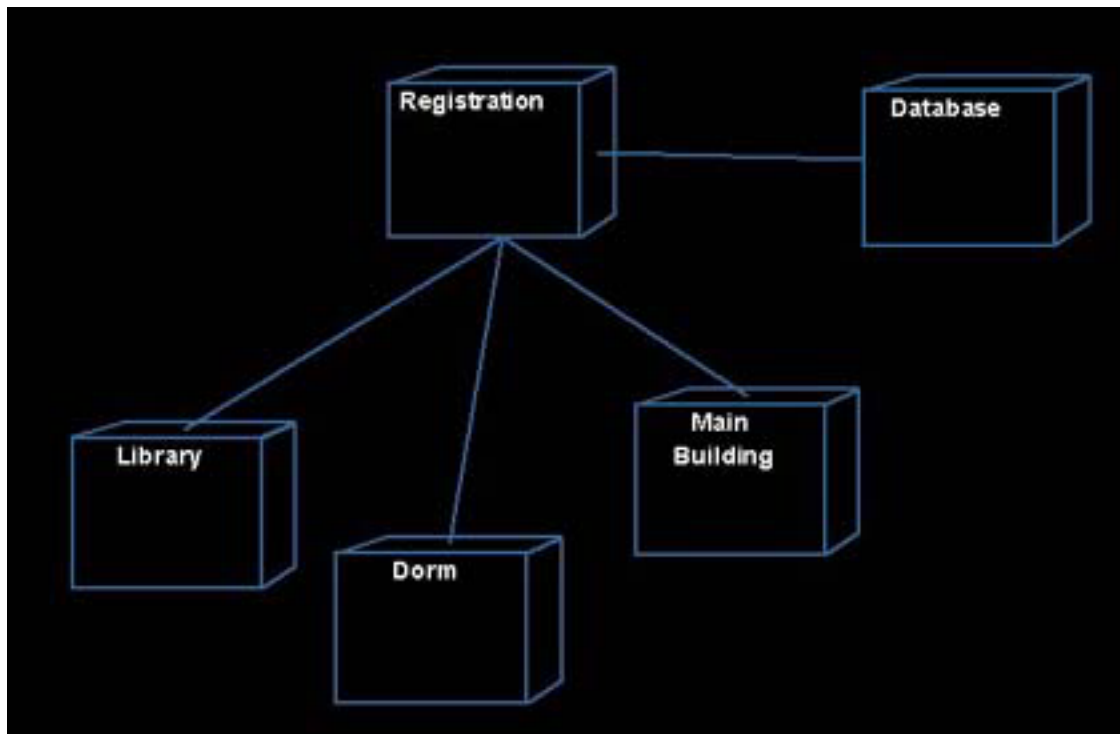 Registration
Database
Library
Main
Building
Dorm